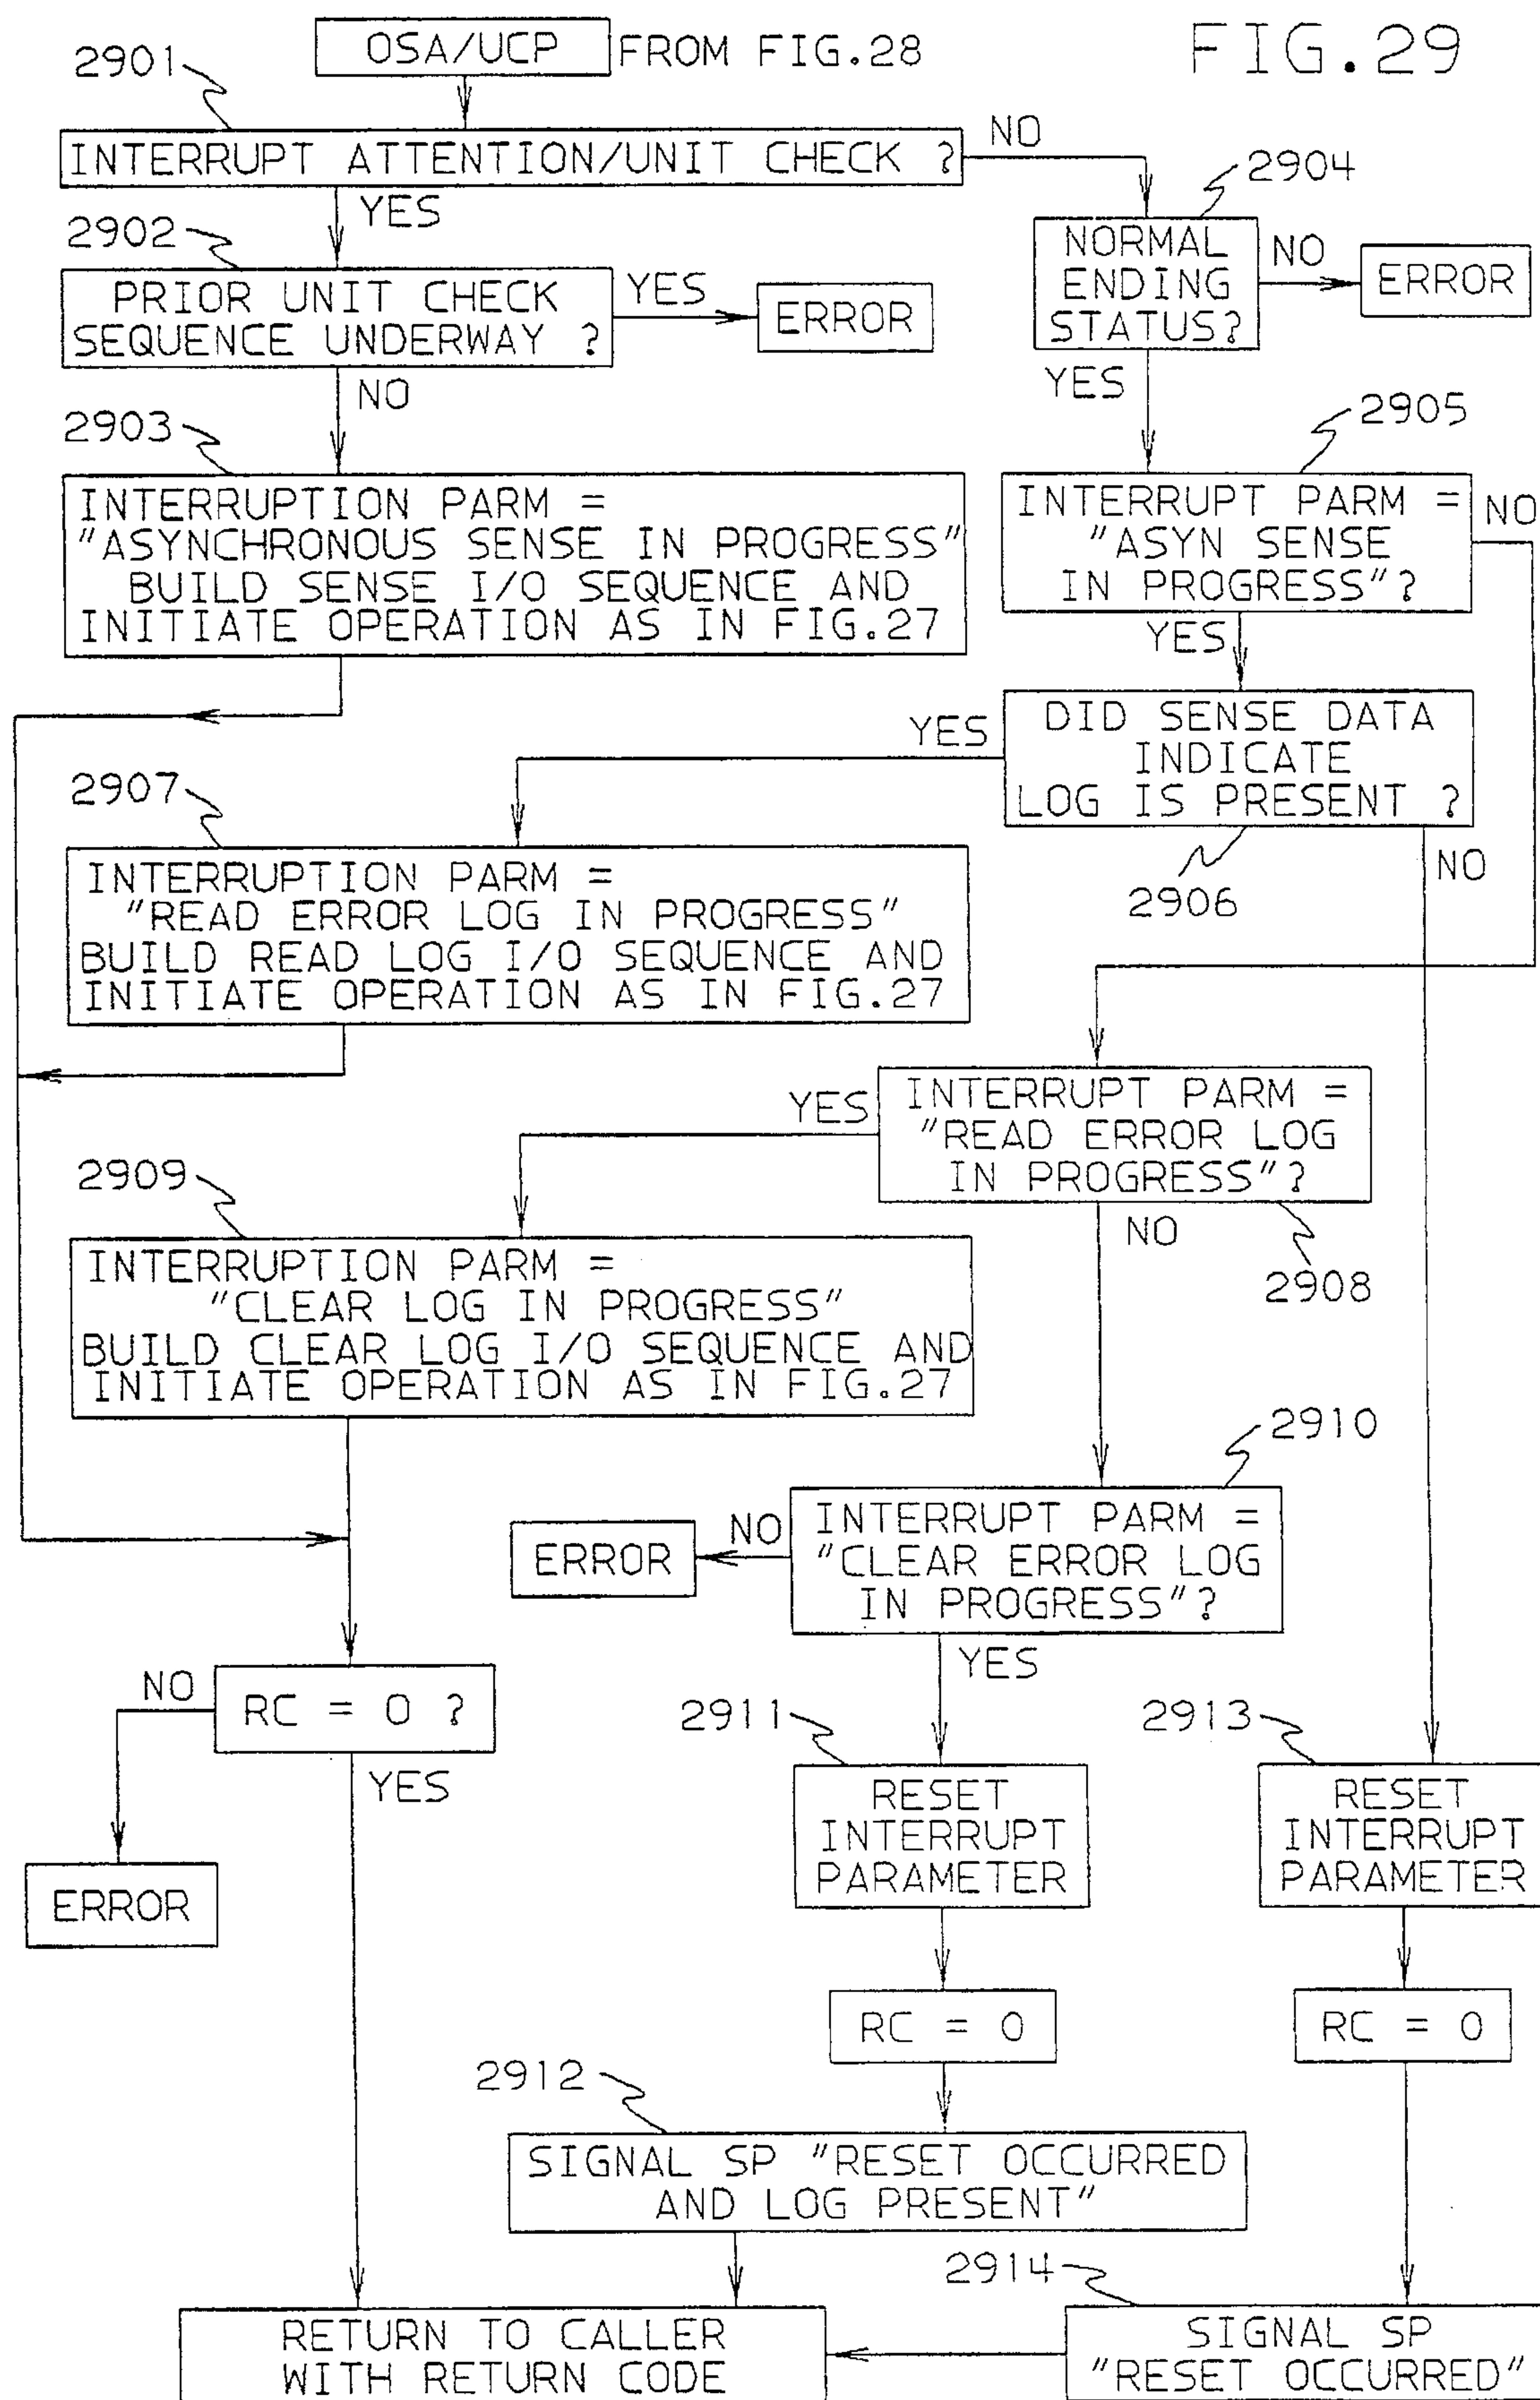 FIG.29
OSA/UCP FROM FIG.28
2901
INTERRUPT ATTENTION/UNIT CHECK ?
NO
YES
2904
NORMAL
ENDING
STATUS?
NO
ERROR
YES
2902
PRIOR UNIT CHECK
SEQUENCE UNDERWAY ?
YES
ERROR
NO
2903
INTERRUPTION PARM =
"ASYNCHRONOUS SENSE IN PROGRESS"
BUILD SENSE I/O SEQUENCE AND
INITIATE OPERATION AS IN FIG.27
2905
INTERRUPT PARM =
"ASYN SENSE
IN PROGRESS"?
NO
YES
DID SENSE DATA
INDICATE
LOG IS PRESENT ?
YES
2906
NO
2907
INTERRUPTION PARM =
"READ ERROR LOG IN PROGRESS"
BUILD READ LOG I/O SEQUENCE AND
INITIATE OPERATION AS IN FIG.27
INTERRUPT PARM =
"READ ERROR LOG
IN PROGRESS"?
YES
NO
2908
2909
INTERRUPTION PARM =
"CLEAR LOG IN PROGRESS"
BUILD CLEAR LOG I/O SEQUENCE AND
INITIATE OPERATION AS IN FIG.27
2910
INTERRUPT PARM =
"CLEAR ERROR LOG
IN PROGRESS"?
NO
ERROR
YES
RC = 0 ?
NO
YES
ERROR
2911
RESET
INTERRUPT
PARAMETER
RC = 0
2913
RESET
INTERRUPT
PARAMETER
RC = 0
2912
SIGNAL SP "RESET OCCURRED
AND LOG PRESENT"
2914
SIGNAL SP
"RESET OCCURRED"
RETURN TO CALLER
WITH RETURN CODE